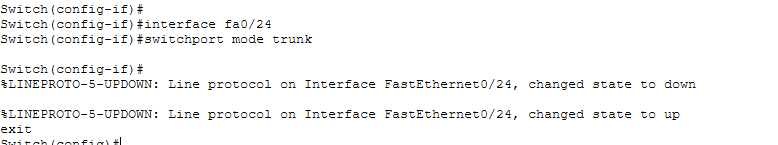 Switch(config-if)#
Switch(config-if)#interface fa0/24
Switch(config-if)#switchport mode trunk
Switch(config-if)#
%LINEPROTO-5-UPDOWN: Line protocol on Interface FastEthernet0/24, changed state to down
%LINEPROTO-5-UPDOWN: Line protocol on Interface FastEthernet0/24, changed state to up
exit
Switch(config)#